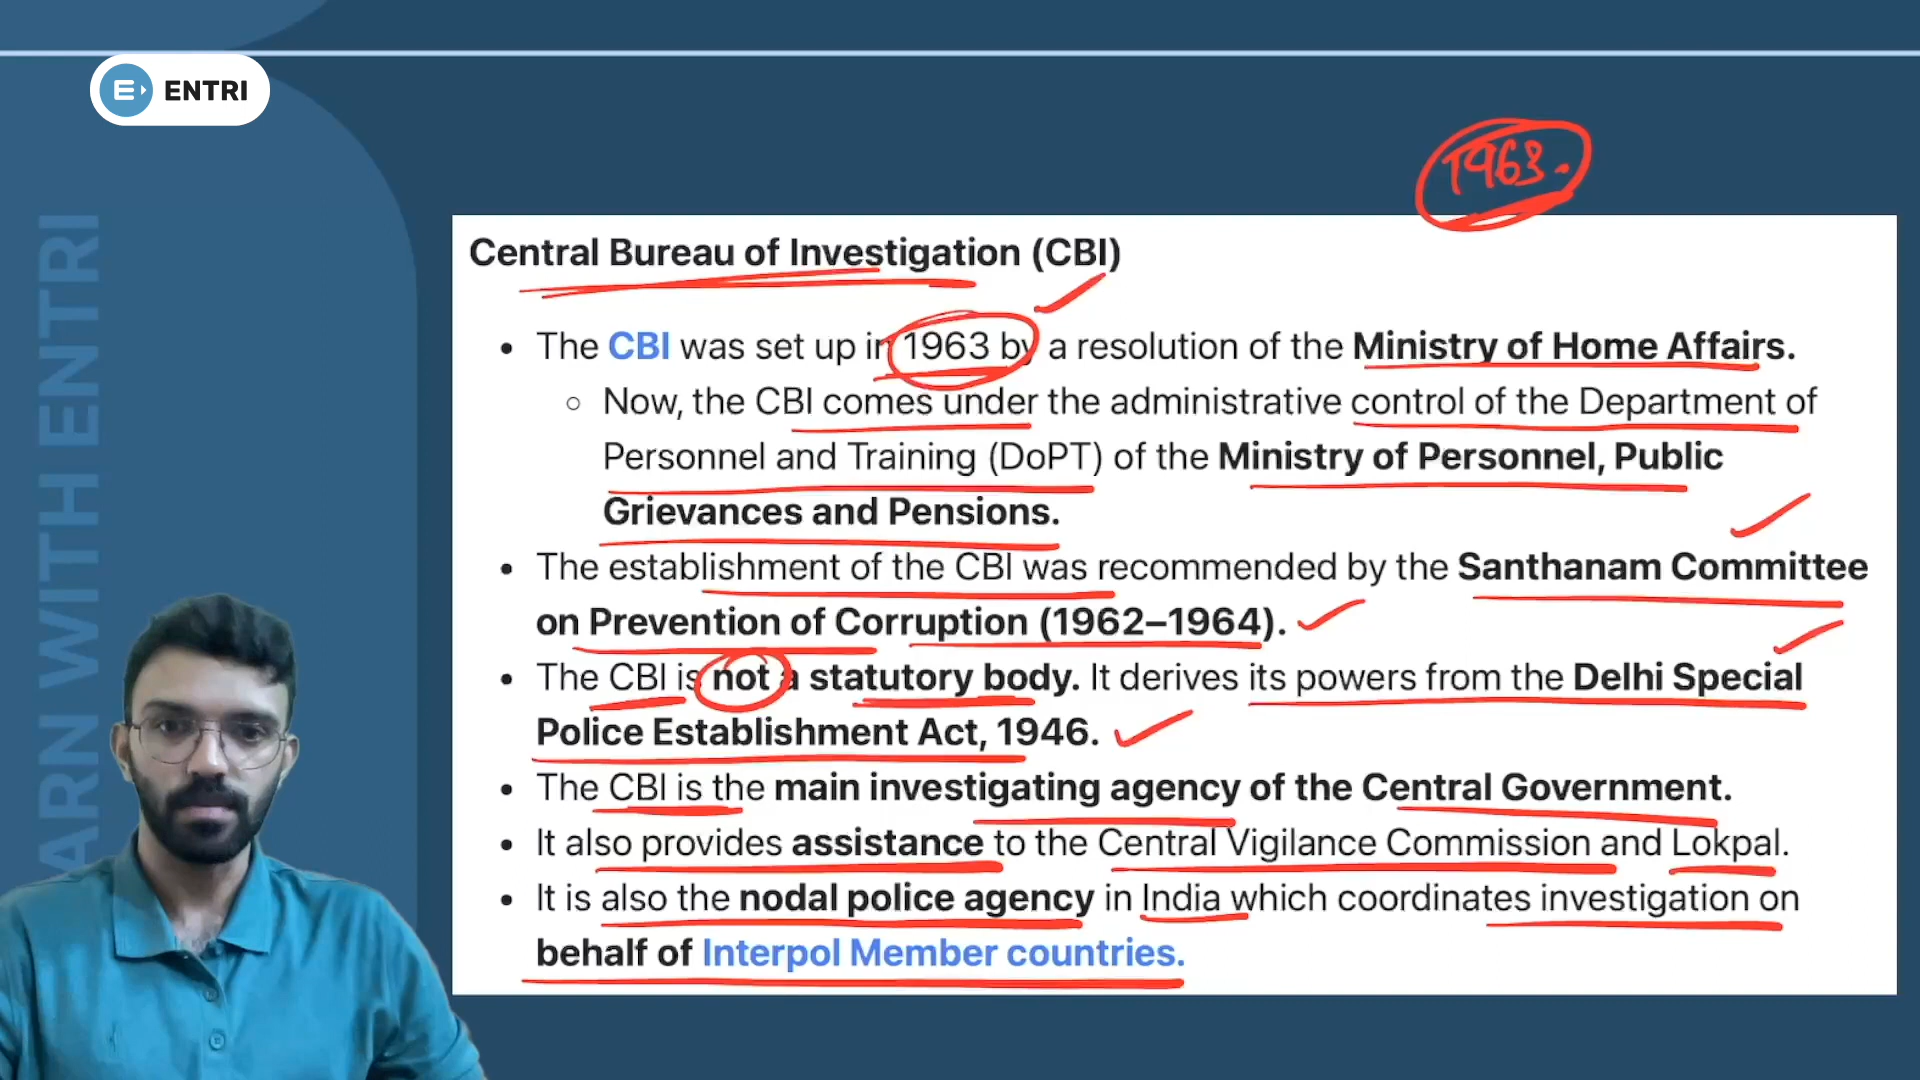 ENTRI
1963.
ARN WITH ENTRI
Central Bureau of Investigation (CBI)
• The CBI was set up in 1963 by a resolution of the Ministry of Home Affairs.
○ Now, the CBI comes under the administrative control of the Department of
Personnel and Training (DoPT) of the Ministry of Personnel, Public
Grievances and Pensions.
• The establishment of the CBI was recommended by the Santhanam Committee
on Prevention of Corruption (1962–1964).
• The CBI is not a statutory body. It derives its powers from the Delhi Special
Police Establishment Act, 1946.
• The CBI is the main investigating agency of the Central Government.
• It also provides assistance to the Central Vigilance Commission and Lokpal.
• It is also the nodal police agency in India which coordinates investigation on
behalf of Interpol Member countries.